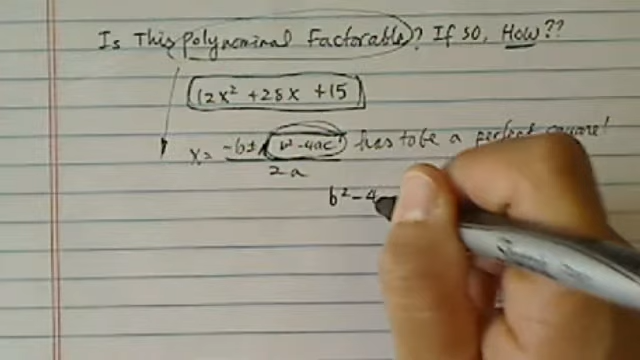 Is This Polynominal Factorable? If so, How??
12x² + 28x + 15
x = -b ± √b² - 4ac / 2a has to be a perfect square!
b² - 4